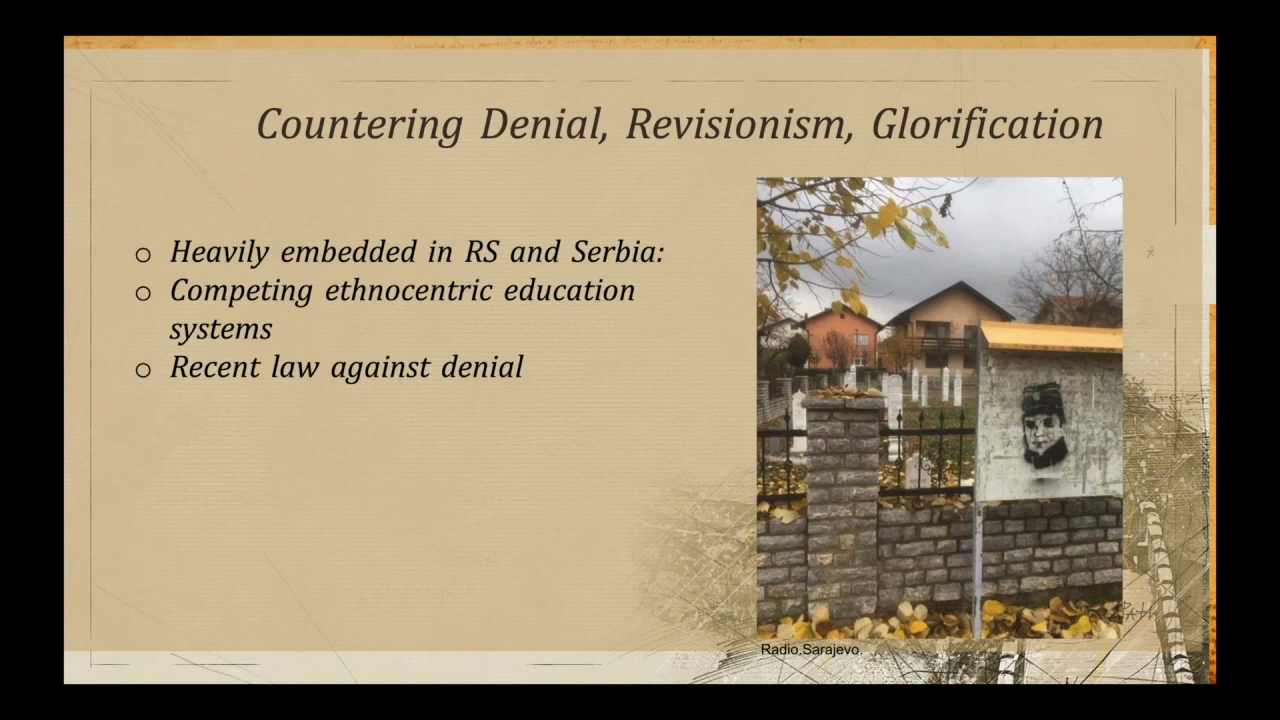 Countering Denial, Revisionism, Glorification
o Heavily embedded in RS and Serbia:
o Competing ethnocentric education
systems
o Recent law against denial
Radio.Sarajevo.